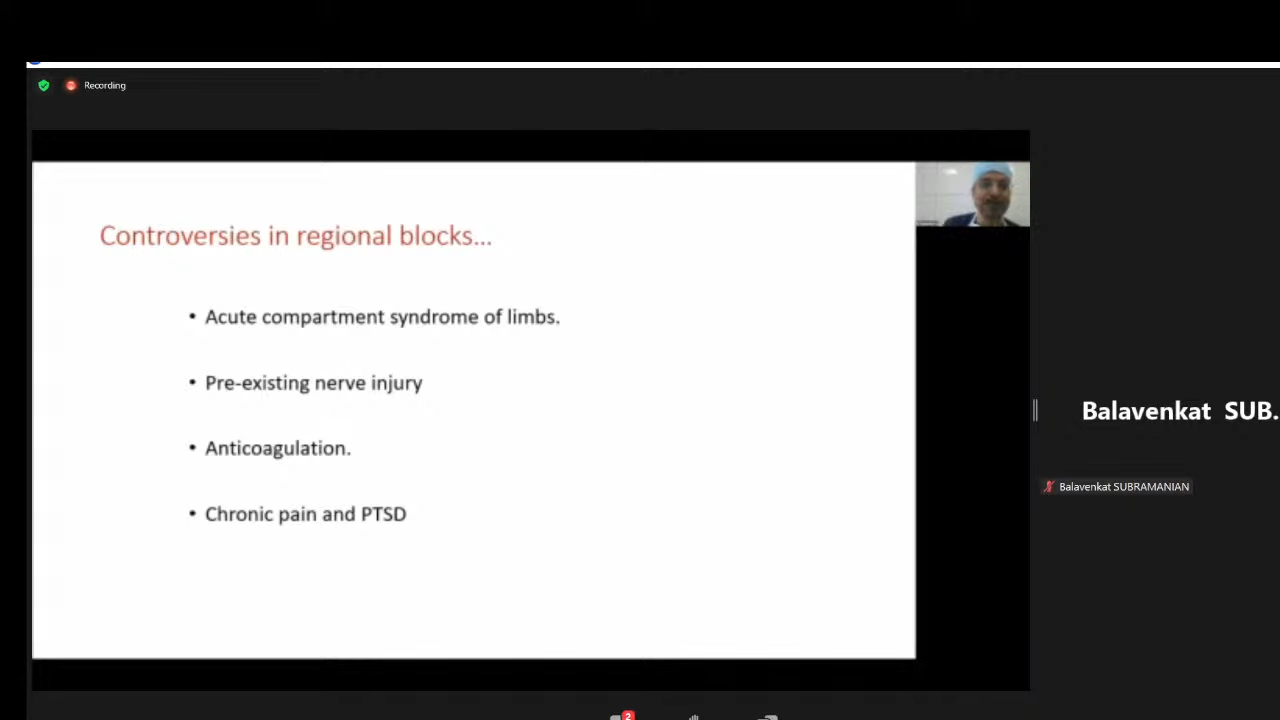 Recording
Controversies in regional blocks...
• Acute compartment syndrome of limbs.
• Pre-existing nerve injury
• Anticoagulation.
• Chronic pain and PTSD
Balavenkat SUB.
Balavenkat SUBRAMANIAN
2